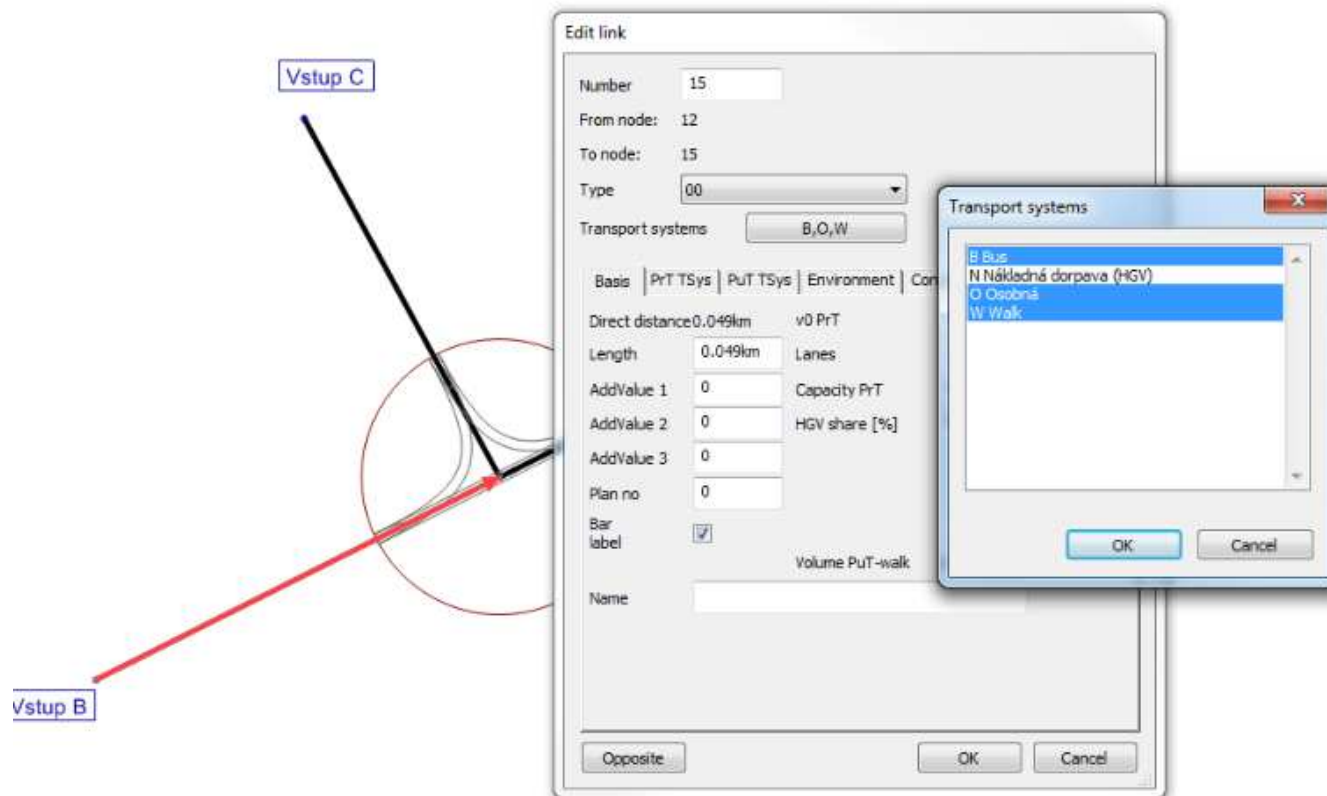 Vstup C
Vstup B
Edit link
Number 15
From node: 12
To node: 15
Type 00
Transport systems B,O,W
Basis PrT TSys PuT TSys Environment Con
Direct distance 0.049km v0 PrT
Length 0.049km Lanes
AddValue 1 0 Capacity PrT
AddValue 2 0 HGV share [%]
AddValue 3 0
Plan no 0
Bar
label
Volume PuT-walk
Name
Opposite OK Cancel
Transport systems
B Bus
N Nákladná dorpava (HGV)
O Osobná
W Walk
OK Cancel